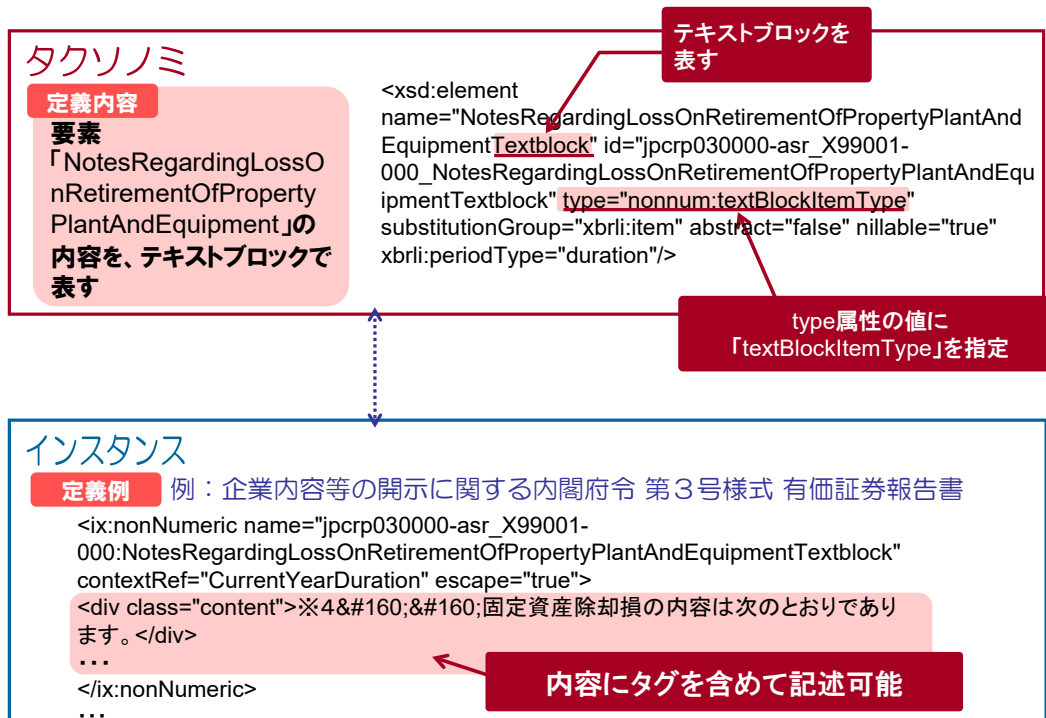 テキストブロックを
表す
タクソノミ
定義内容
要素
「NotesRegardingLossO
nRetirementOfProperty
PlantAndEquipment」の
内容を、テキストブロックで
表す
<xsd:element
name="NotesRegardingLossOnRetirementOfPropertyPlantAnd
EquipmentTextblock" id="jpcrp030000-asr_X99001-
000_NotesRegardingLossOnRetirementOfPropertyPlantAndEqu
ipmentTextblock" type="nonnum:textBlockItemType"
substitutionGroup="xbrli:item" abstract="false" nillable="true"
xbrli:periodType="duration"/>
type属性の値に
「textBlockItemType」を指定
インスタンス
定義例
例：企業内容等の開示に関する内閣府令 第３号様式 有価証券報告書
<ix:nonNumeric name="jpcrp030000-asr_X99001-
000:NotesRegardingLossOnRetirementOfPropertyPlantAndEquipmentTextblock"
contextRef="CurrentYearDuration" escape="true">
<div class="content">※4&#160;&#160;固定資産除却損の内容は次のとおりであり
ます。</div>
・・・
</ix:nonNumeric>
・・・
内容にタグを含めて記述可能